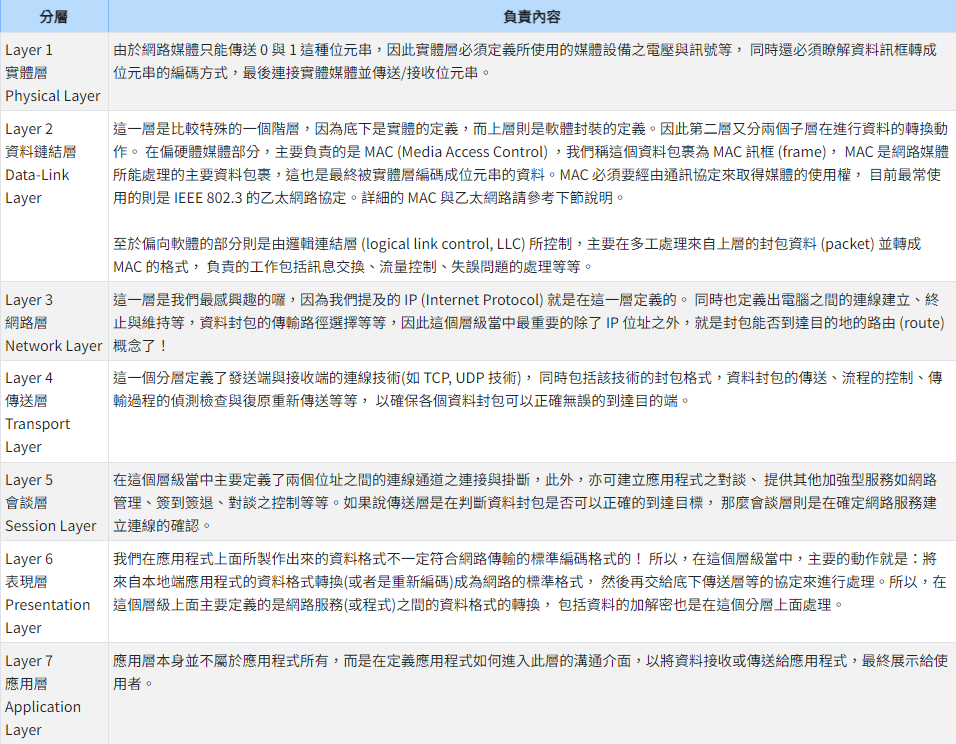 分層 負責內容
Layer 1
實體層
Physical Layer
由於網路媒體只能傳送 0 與 1 這種位元串，因此實體層必須定義所使用的媒體設備之電壓與訊號等， 同時還必須瞭解資料訊框轉成
位元串的編碼方式，最後連接實體媒體並傳送/接收位元串。
Layer 2
資料鏈結層
Data-Link
Layer
這一層是比較特殊的一個階層，因為底下是實體的定義，而上層則是軟體封裝的定義。因此第二層又分兩個子層在進行資料的轉換動
作。 在偏硬體媒體部分，主要負責的是 MAC (Media Access Control) ，我們稱這個資料包裹為 MAC 訊框 (frame)， MAC 是網路媒體
所能處理的主要資料包裹，這也是最終被實體層編碼成位元串的資料。MAC 必須要經由通訊協定來取得媒體的使用權， 目前最常使
用的則是 IEEE 802.3 的乙太網路協定。詳細的 MAC 與乙太網路請參考下節說明。
至於偏向軟體的部分則是由邏輯連結層 (logical link control, LLC) 所控制，主要在多工處理來自上層的封包資料 (packet) 並轉成
MAC 的格式， 負責的工作包括訊息交換、流量控制、失誤問題的處理等等。
Layer 3
網路層
Network Layer
這一層是我們最感興趣的囉，因為我們提及的 IP (Internet Protocol) 就是在這一層定義的。 同時也定義出電腦之間的連線建立、終
止與維持等，資料封包的傳輸路徑選擇等等，因此這個層級當中最重要的除了 IP 位址之外，就是封包能否到達目的地的路由 (route)
概念了！
Layer 4
傳送層
Transport
Layer
這一個分層定義了發送端與接收端的連線技術(如 TCP, UDP 技術)， 同時包括該技術的封包格式，資料封包的傳送、流程的控制、傳
輸過程的偵測檢查與復原重新傳送等等， 以確保各個資料封包可以正確無誤的到達目的端。
Layer 5
會談層
Session Layer
在這個層級當中主要定義了兩個位址之間的連線通道之連接與掛斷，此外，亦可建立應用程式之對談、 提供其他加強型服務如網路
管理、簽到簽退、對談之控制等等。如果說傳送層是在判斷資料封包是否可以正確的到達目標， 那麼會談層則是在確定網路服務建
立連線的確認。
Layer 6
表現層
Presentation
Layer
我們在應用程式上面所製作出來的資料格式不一定符合網路傳輸的標準編碼格式的！ 所以，在這個層級當中，主要的動作就是：將
來自本地端應用程式的資料格式轉換(或者是重新編碼)成為網路的標準格式， 然後再交給底下傳送層等的協定來進行處理。所以，在
這個層級上面主要定義的是網路服務(或程式)之間的資料格式的轉換， 包括資料的加解密也是在這個分層上面處理。
Layer 7
應用層
Application
Layer
應用層本身並不屬於應用程式所有，而是在定義應用程式如何進入此層的溝通介面，以將資料接收或傳送給應用程式，最終展示給使
用者。